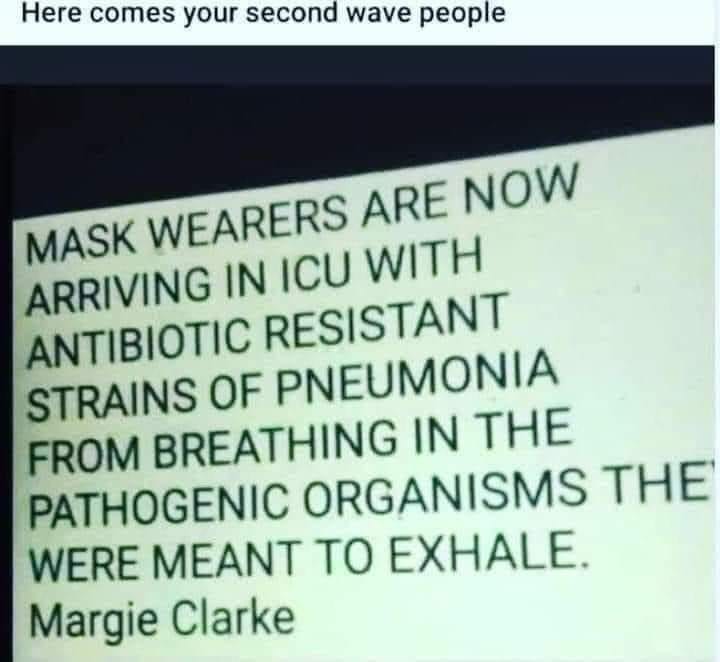 Here comes your second wave people
MASK WEARERS ARE NOW
ARRIVING IN ICU WITH
ANTIBIOTIC RESISTANT
STRAINS OF PNEUMONIA
FROM BREATHING IN THE
PATHOGENIC ORGANISMS THE
WERE MEANT TO EXHALE.
Margie Clarke